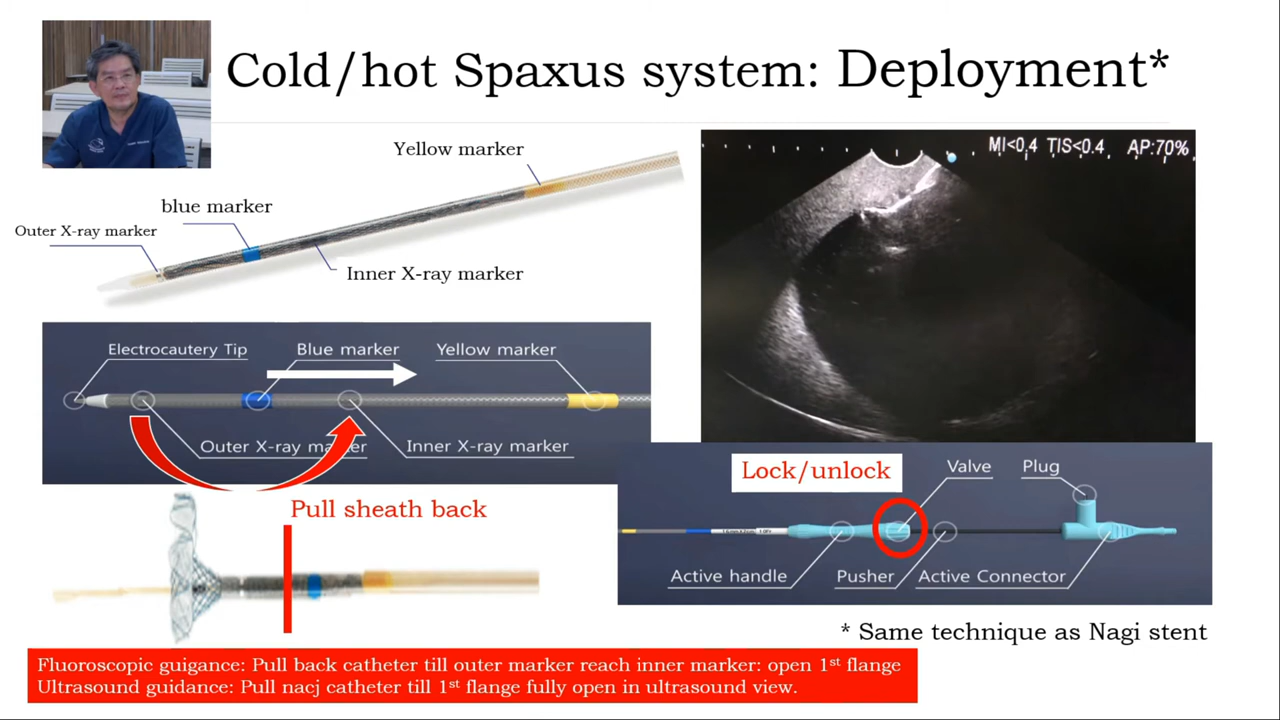 Cold/hot Spaxus system: Deployment*
Yellow marker
blue marker
Outer X-ray marker
Inner X-ray marker
MI<0.4 TIS<0.4 AP:70%
Electrocautery Tip
Blue marker
Yellow marker
Outer X-ray marker
Inner X-ray marker
Pull sheath back
Lock/unlock
Valve
Plug
Active handle
Pusher
Active Connector
* Same technique as Nagi stent
Fluoroscopic guigance: Pull back catheter till outer marker reach inner marker: open 1st flange
Ultrasound guidance: Pull nacj catheter till 1st flange fully open in ultrasound view.